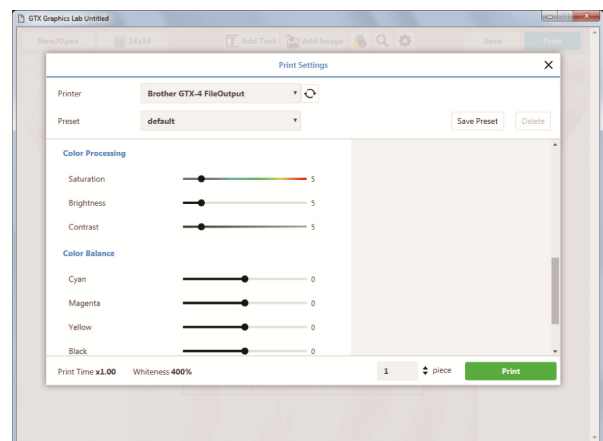 GTX Graphics Lab Untitled
New/Open 14x18 Add Text Add Image Save Print
Print Settings
Printer Brother GTX-4 FileOutput
Preset default Save Preset Delete
Color Processing
Saturation 5
Brightness 5
Contrast 5
Color Balance
Cyan 0
Magenta 0
Yellow 0
Black 0
Print Time x1.00 Whiteness 400% 1 piece Print